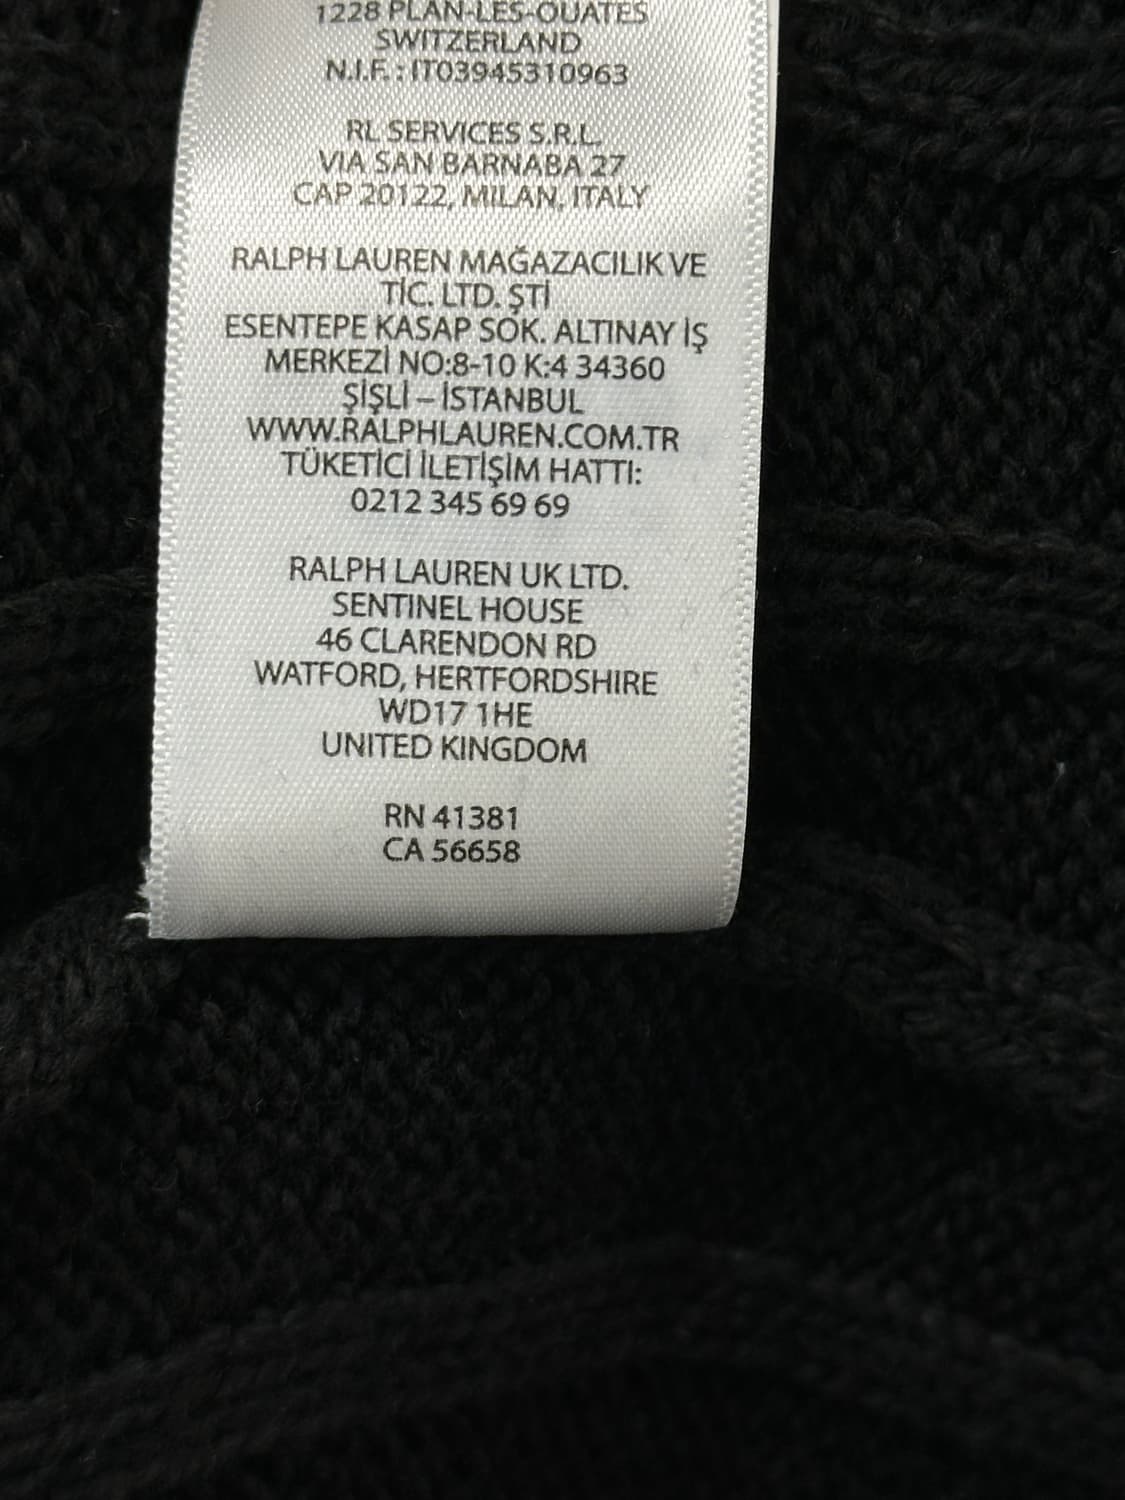 1228 PLAN-LES-OUATES
SWITZERLAND
N.I.F. : IT03945310963
RL SERVICES S.R.L.
VIA SAN BARNABA 27
CAP 20122, MILAN, ITALY
RALPH LAUREN MAĞAZACILIK VE
TİC. LTD. ŞTİ
ESENTEPE KASAP SOK. ALTINAY İŞ
MERKEZİ NO:8-10 K:4 34360
ŞİŞLİ – İSTANBUL
WWW.RALPHLAUREN.COM.TR
TÜKETİCİ İLETİŞİM HATTI:
0212 345 69 69
RALPH LAUREN UK LTD.
SENTINEL HOUSE
46 CLARENDON RD
WATFORD, HERTFORDSHIRE
WD17 1HE
UNITED KINGDOM
RN 41381
CA 56658